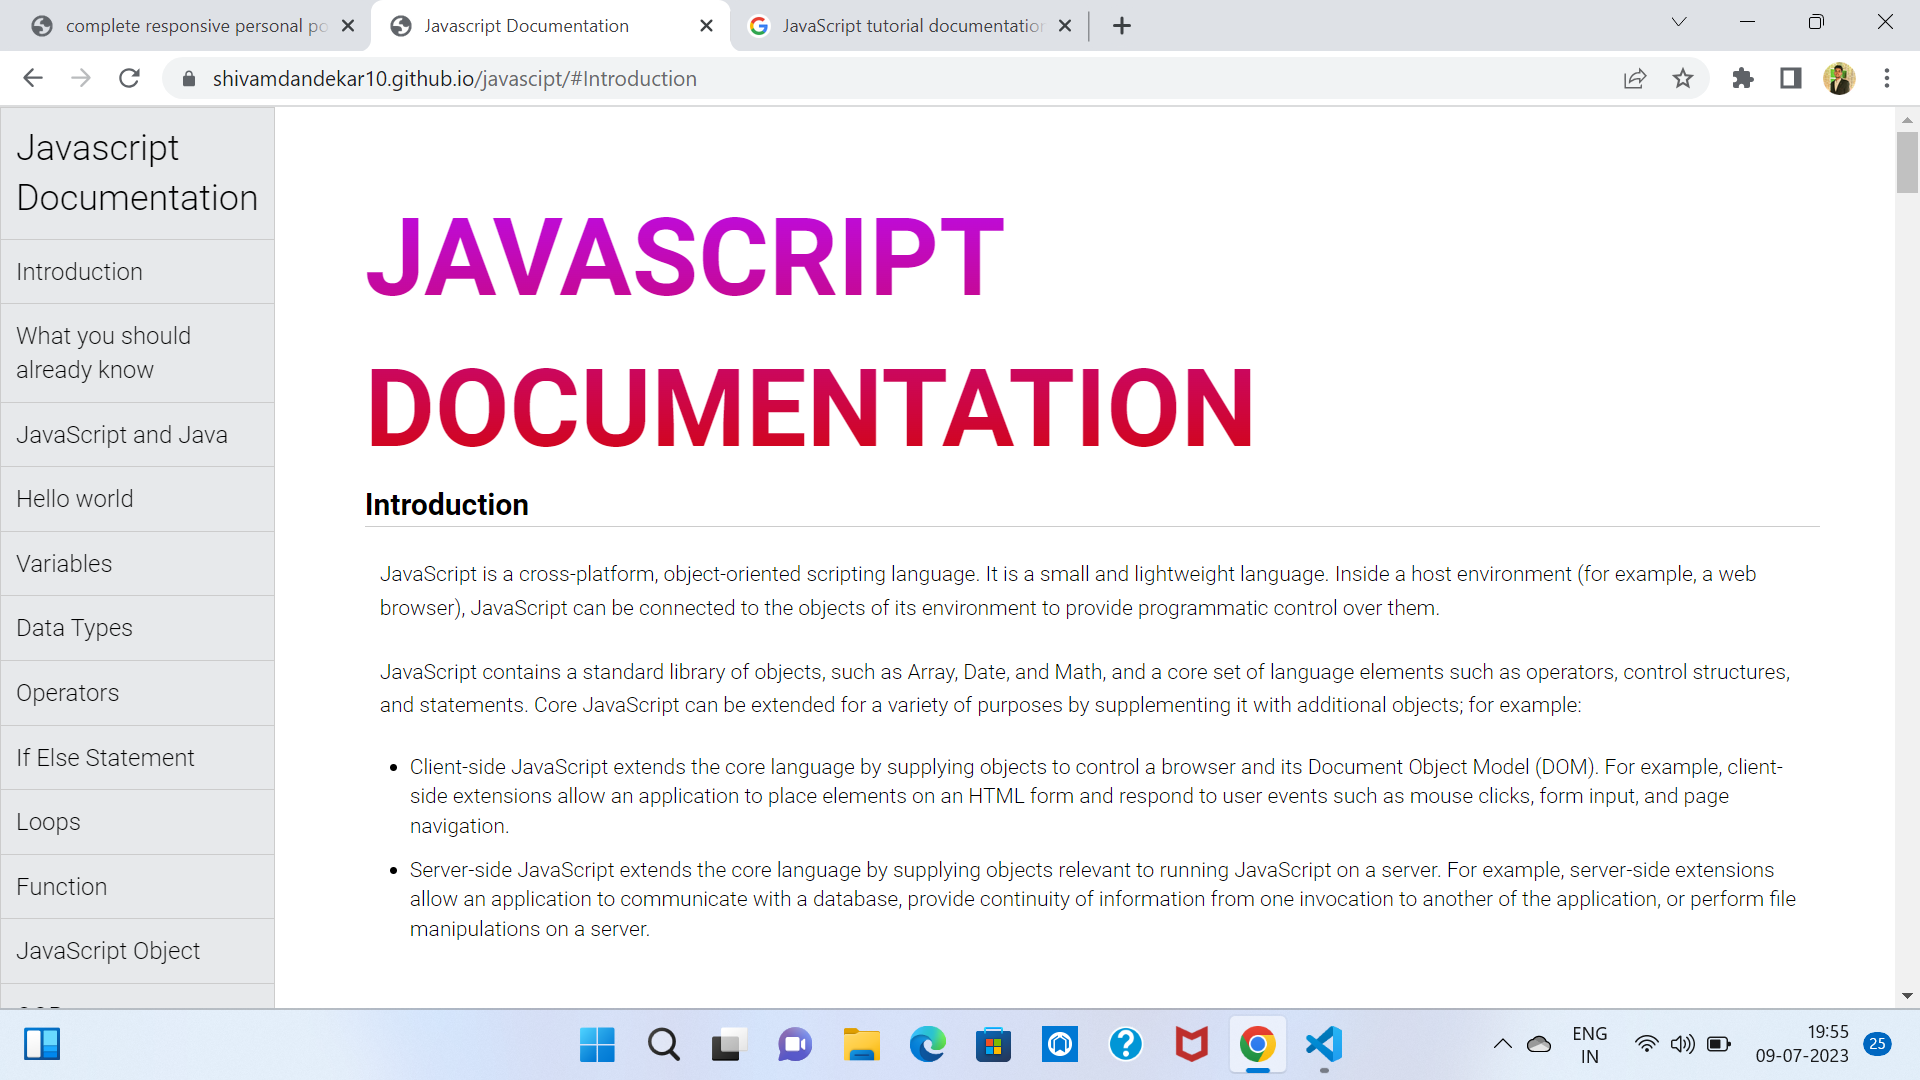 complete responsive personal po
Javascript Documentation
JavaScript tutorial documentation
shivamdandekar10.github.io/javascipt/#Introduction
Javascript
Documentation
Introduction
What you should
already know
JavaScript and Java
Hello world
Variables
Data Types
Operators
If Else Statement
Loops
Function
JavaScript Object
JAVASCRIPT
DOCUMENTATION
Introduction
JavaScript is a cross-platform, object-oriented scripting language. It is a small and lightweight language. Inside a host environment (for example, a web
browser), JavaScript can be connected to the objects of its environment to provide programmatic control over them.
JavaScript contains a standard library of objects, such as Array, Date, and Math, and a core set of language elements such as operators, control structures,
and statements. Core JavaScript can be extended for a variety of purposes by supplementing it with additional objects; for example:
Client-side JavaScript extends the core language by supplying objects to control a browser and its Document Object Model (DOM). For example, client-
side extensions allow an application to place elements on an HTML form and respond to user events such as mouse clicks, form input, and page
navigation.
Server-side JavaScript extends the core language by supplying objects relevant to running JavaScript on a server. For example, server-side extensions
allow an application to communicate with a database, provide continuity of information from one invocation to another of the application, or perform file
manipulations on a server.
ENG
IN
19:55
09-07-2023
25